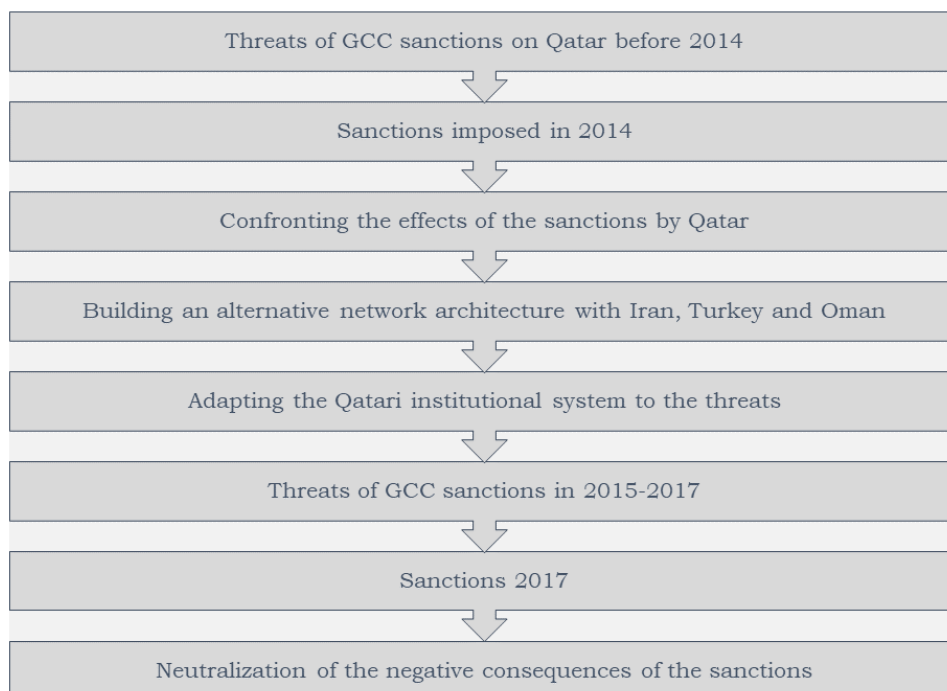 Threats of GCC sanctions on Qatar before 2014
Sanctions imposed in 2014
Confronting the effects of the sanctions by Qatar
Building an alternative network architecture with Iran, Turkey and Oman
Adapting the Qatari institutional system to the threats
Threats of GCC sanctions in 2015-2017
Sanctions 2017
Neutralization of the negative consequences of the sanctions